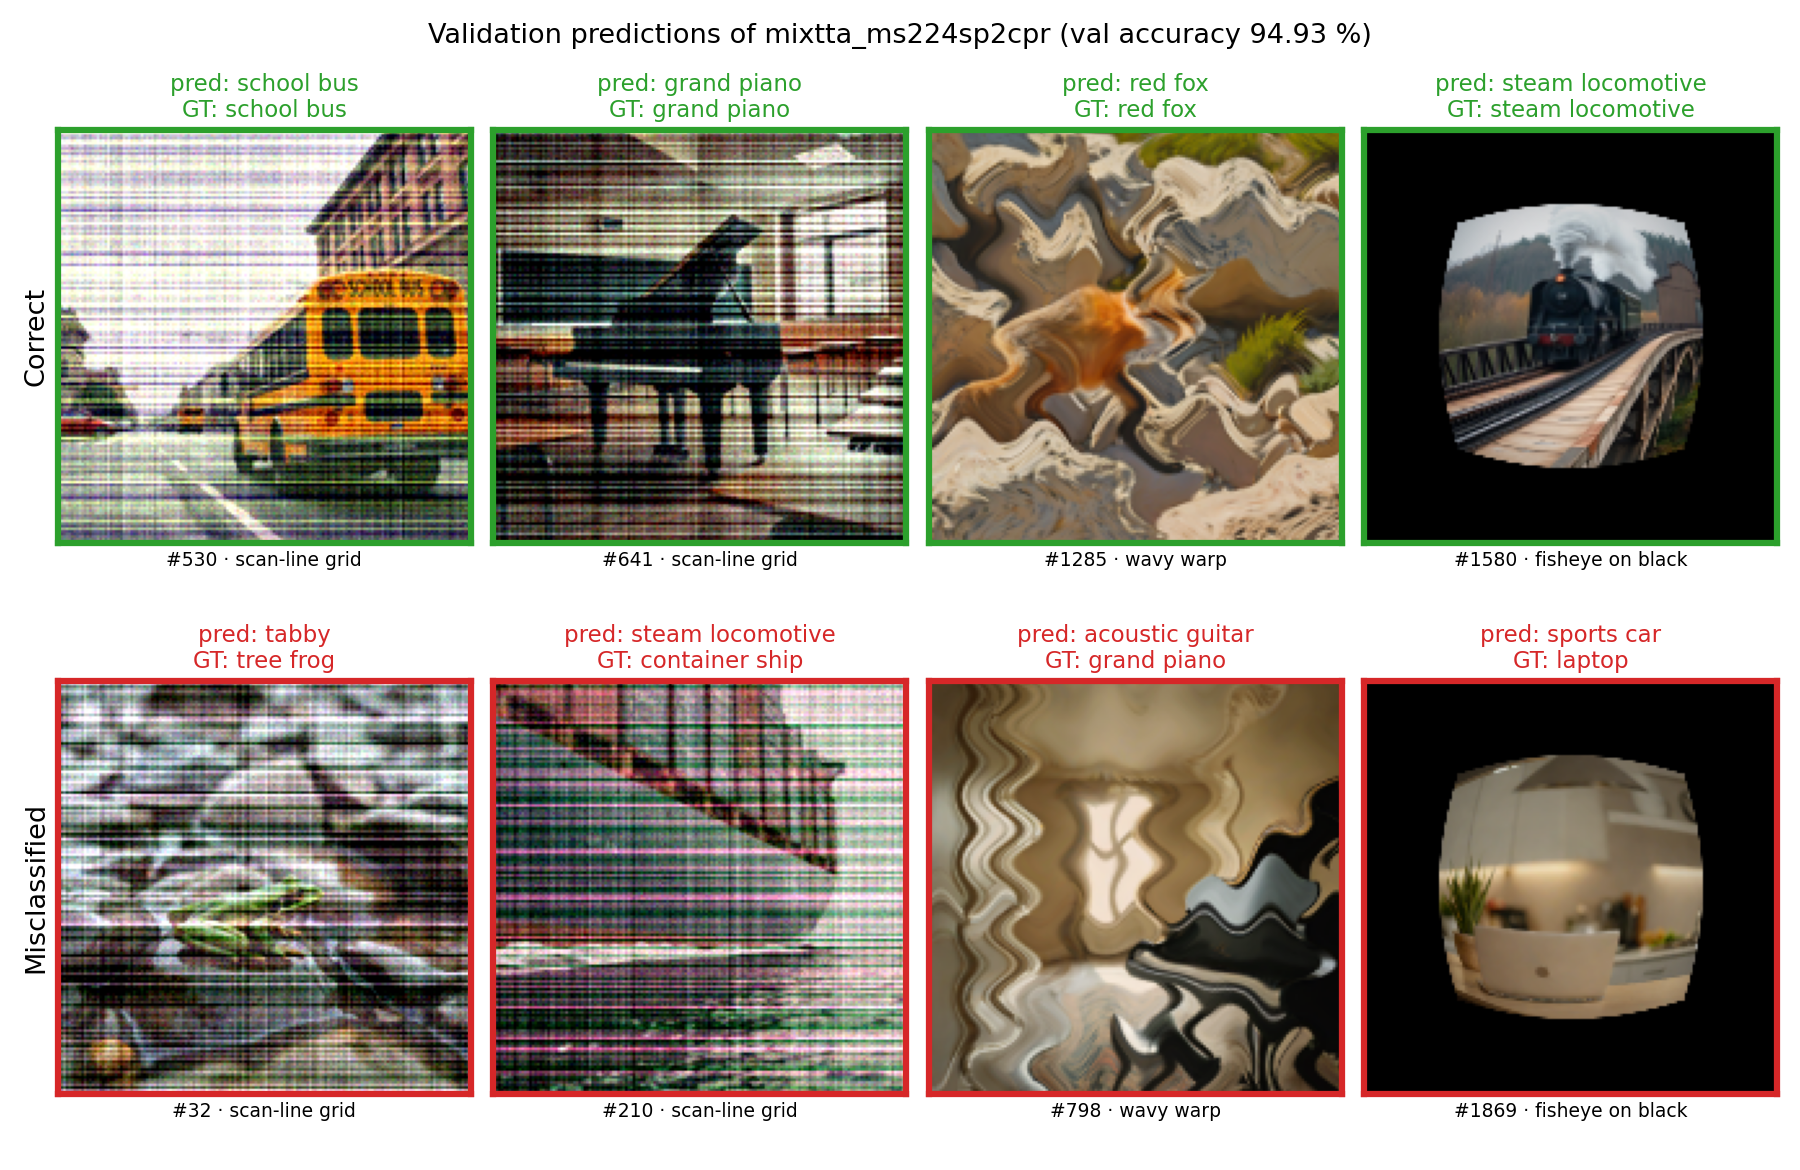 Validation predictions of mixtta_ms224sp2cpr (val accuracy 94.93 %)
Correct
pred: school bus
GT: school bus
SCHOOL BUS
#530 · scan-line grid
pred: grand piano
GT: grand piano
#641 · scan-line grid
pred: red fox
GT: red fox
#1285 · wavy warp
pred: steam locomotive
GT: steam locomotive
#1580 · fisheye on black
Misclassified
pred: tabby
GT: tree frog
#32 · scan-line grid
pred: steam locomotive
GT: container ship
#210 · scan-line grid
pred: acoustic guitar
GT: grand piano
#798 · wavy warp
pred: sports car
GT: laptop
#1869 · fisheye on black